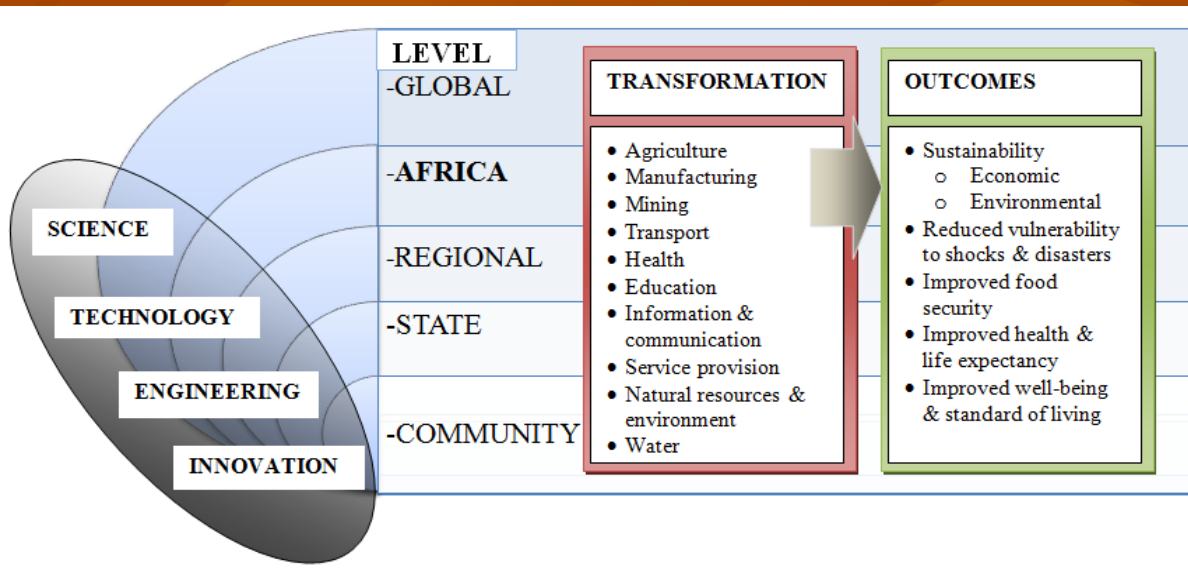 SCIENCE
TECHNOLOGY
ENGINEERING
INNOVATION
LEVEL
-GLOBAL
-AFRICA
-REGIONAL
-STATE
-COMMUNITY
TRANSFORMATION
• Agriculture
• Manufacturing
• Mining
• Transport
• Health
• Education
• Information &
communication
• Service provision
• Natural resources &
environment
• Water
OUTCOMES
• Sustainability
o Economic
o Environmental
• Reduced vulnerability
to shocks & disasters
• Improved food
security
• Improved health &
life expectancy
• Improved well-being
& standard of living